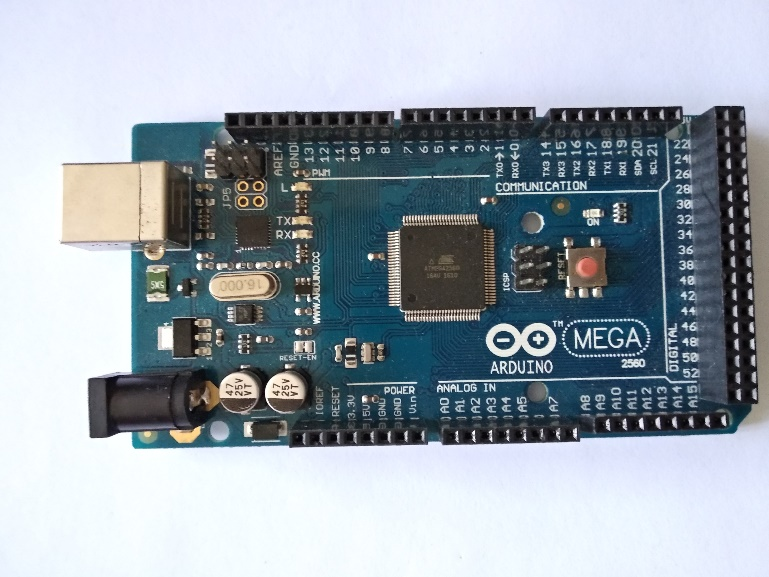 AREF
GND
13
12
11
10
9
8
7
6
5
4
3
2
TX0→1
RX0←0
TX3 14
RX3 15
TX2 16
RX2 17
TX1 18
RX1 19
SDA 20
SCL 21
PWM
COMMUNICATION
JP5
L
TX
RX
ON
22
24
26
28
30
32
34
36
38
40
42
44
46
48
50
52
DIGITAL
ICSP
RESET
16.000
WWW.ARDUINO.CC
RESET-EN
TM
ARDUINO
MEGA
2560
47
25V
47
25V
IOREF
RESET
3.3V
5V
GND
GND
Vin
POWER
ANALOG IN
A0
A1
A2
A3
A4
A5
A7
A8
A9
A10
A11
A12
A13
A14
A15